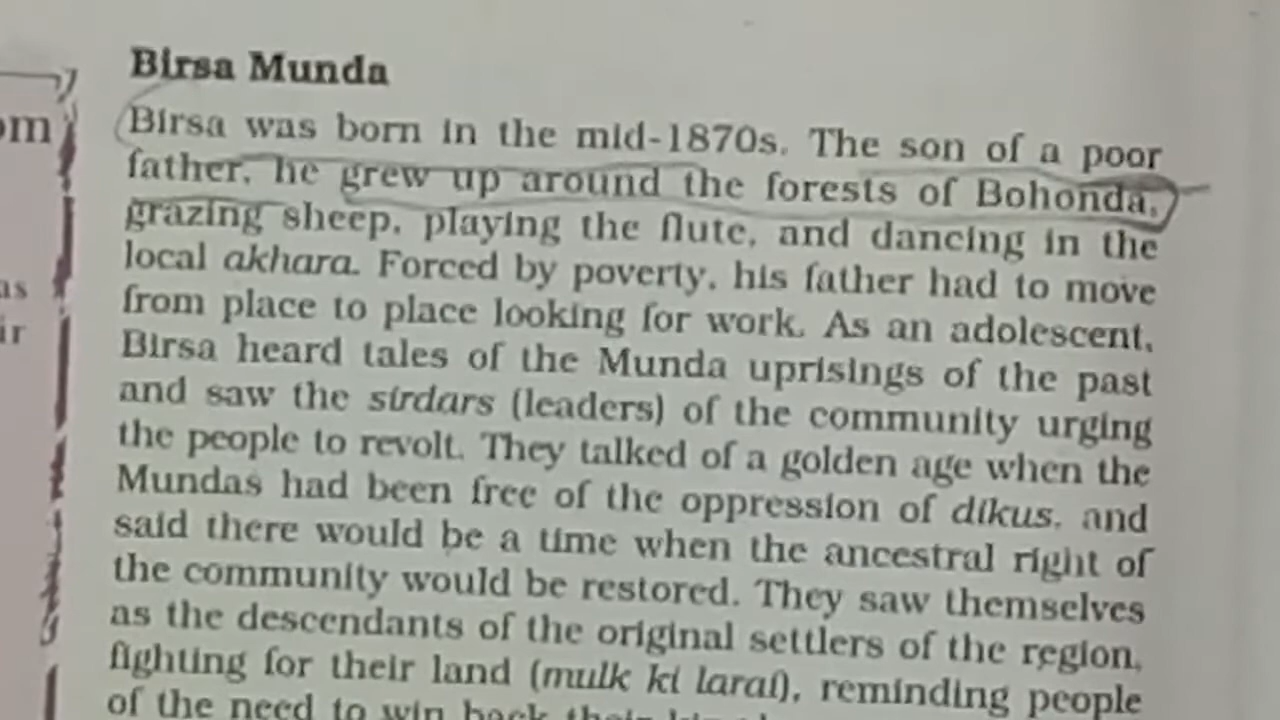 Birsa Munda
om
Birsa was born in the mid-1870s. The son of a poor
father, he grew up around the forests of Bohonda,
grazing sheep, playing the flute, and dancing in the
local akhara. Forced by poverty, his father had to move
as
from place to place looking for work. As an adolescent,
ir
Birsa heard tales of the Munda uprisings of the past
and saw the sirdars (leaders) of the community urging
the people to revolt. They talked of a golden age when the
Mundas had been free of the oppression of dikus, and
said there would be a time when the ancestral right of
the community would be restored. They saw themselves
as the descendants of the original settlers of the region,
fighting for their land (mulk ki larai), reminding people
of the need to win back their